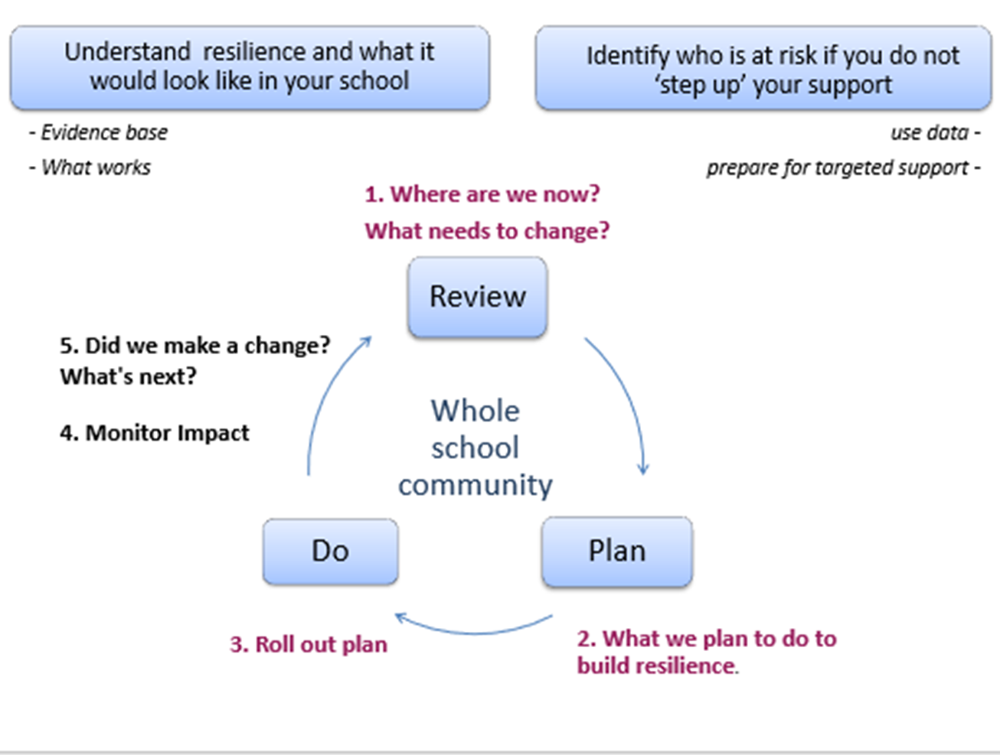 Understand  resilience and what it
would look like in your school
Identify who is at risk if you do not
‘step up’ your support
- Evidence base
- What works
use data -
prepare for targeted support -
1. Where are we now?
What needs to change?
Review
5. Did we make a change?
What's next?
4. Monitor Impact
Whole
school
community
Do
Plan
3. Roll out plan
2. What we plan to do to
build resilience.